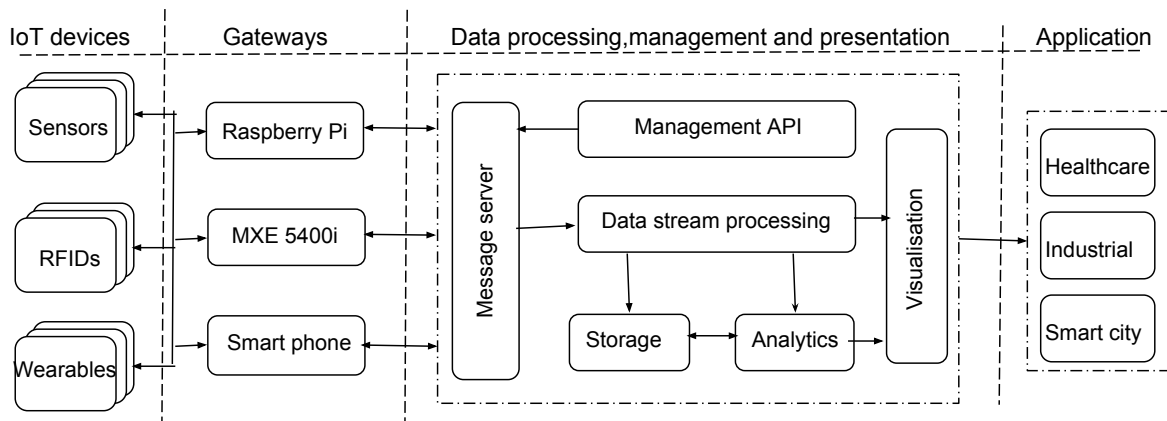 IoT devices
Gateways
Data processing,management and presentation
Application
Sensors
RFIDs
Wearables
Raspberry Pi
MXE 5400i
Smart phone
Message server
Management API
Data stream processing
Storage
Analytics
Visualisation
Healthcare
Industrial
Smart city